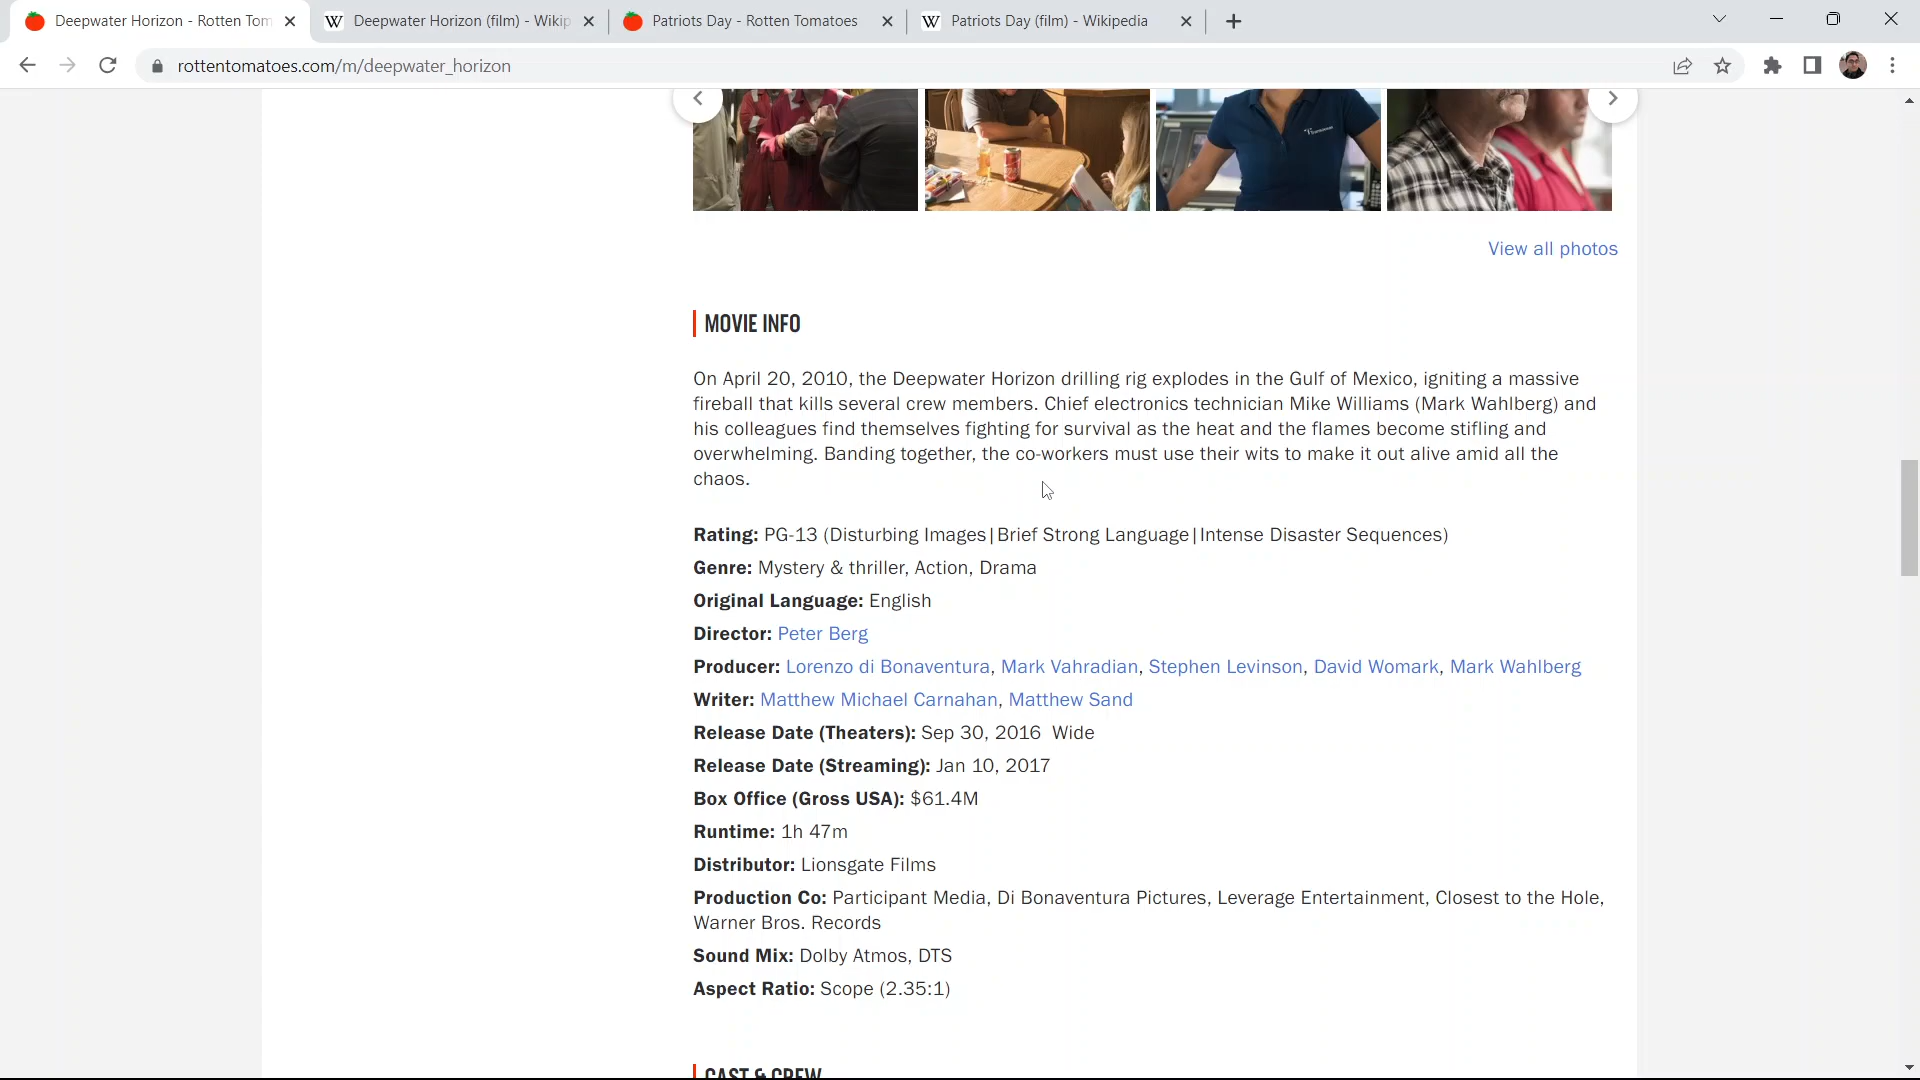 Deepwater Horizon - Rotten Tom
Deepwater Horizon (film) - Wikip
Patriots Day - Rotten Tomatoes
Patriots Day (film) - Wikipedia
rottentomatoes.com/m/deepwater_horizon
View all photos
MOVIE INFO
On April 20, 2010, the Deepwater Horizon drilling rig explodes in the Gulf of Mexico, igniting a massive
fireball that kills several crew members. Chief electronics technician Mike Williams (Mark Wahlberg) and
his colleagues find themselves fighting for survival as the heat and the flames become stifling and
overwhelming. Banding together, the co-workers must use their wits to make it out alive amid all the
chaos.
Rating: PG-13 (Disturbing Images|Brief Strong Language|Intense Disaster Sequences)
Genre: Mystery & thriller, Action, Drama
Original Language: English
Director: Peter Berg
Producer: Lorenzo di Bonaventura, Mark Vahradian, Stephen Levinson, David Womark, Mark Wahlberg
Writer: Matthew Michael Carnahan, Matthew Sand
Release Date (Theaters): Sep 30, 2016 Wide
Release Date (Streaming): Jan 10, 2017
Box Office (Gross USA): $61.4M
Runtime: 1h 47m
Distributor: Lionsgate Films
Production Co: Participant Media, Di Bonaventura Pictures, Leverage Entertainment, Closest to the Hole,
Warner Bros. Records
Sound Mix: Dolby Atmos, DTS
Aspect Ratio: Scope (2.35:1)
CAST & CREW